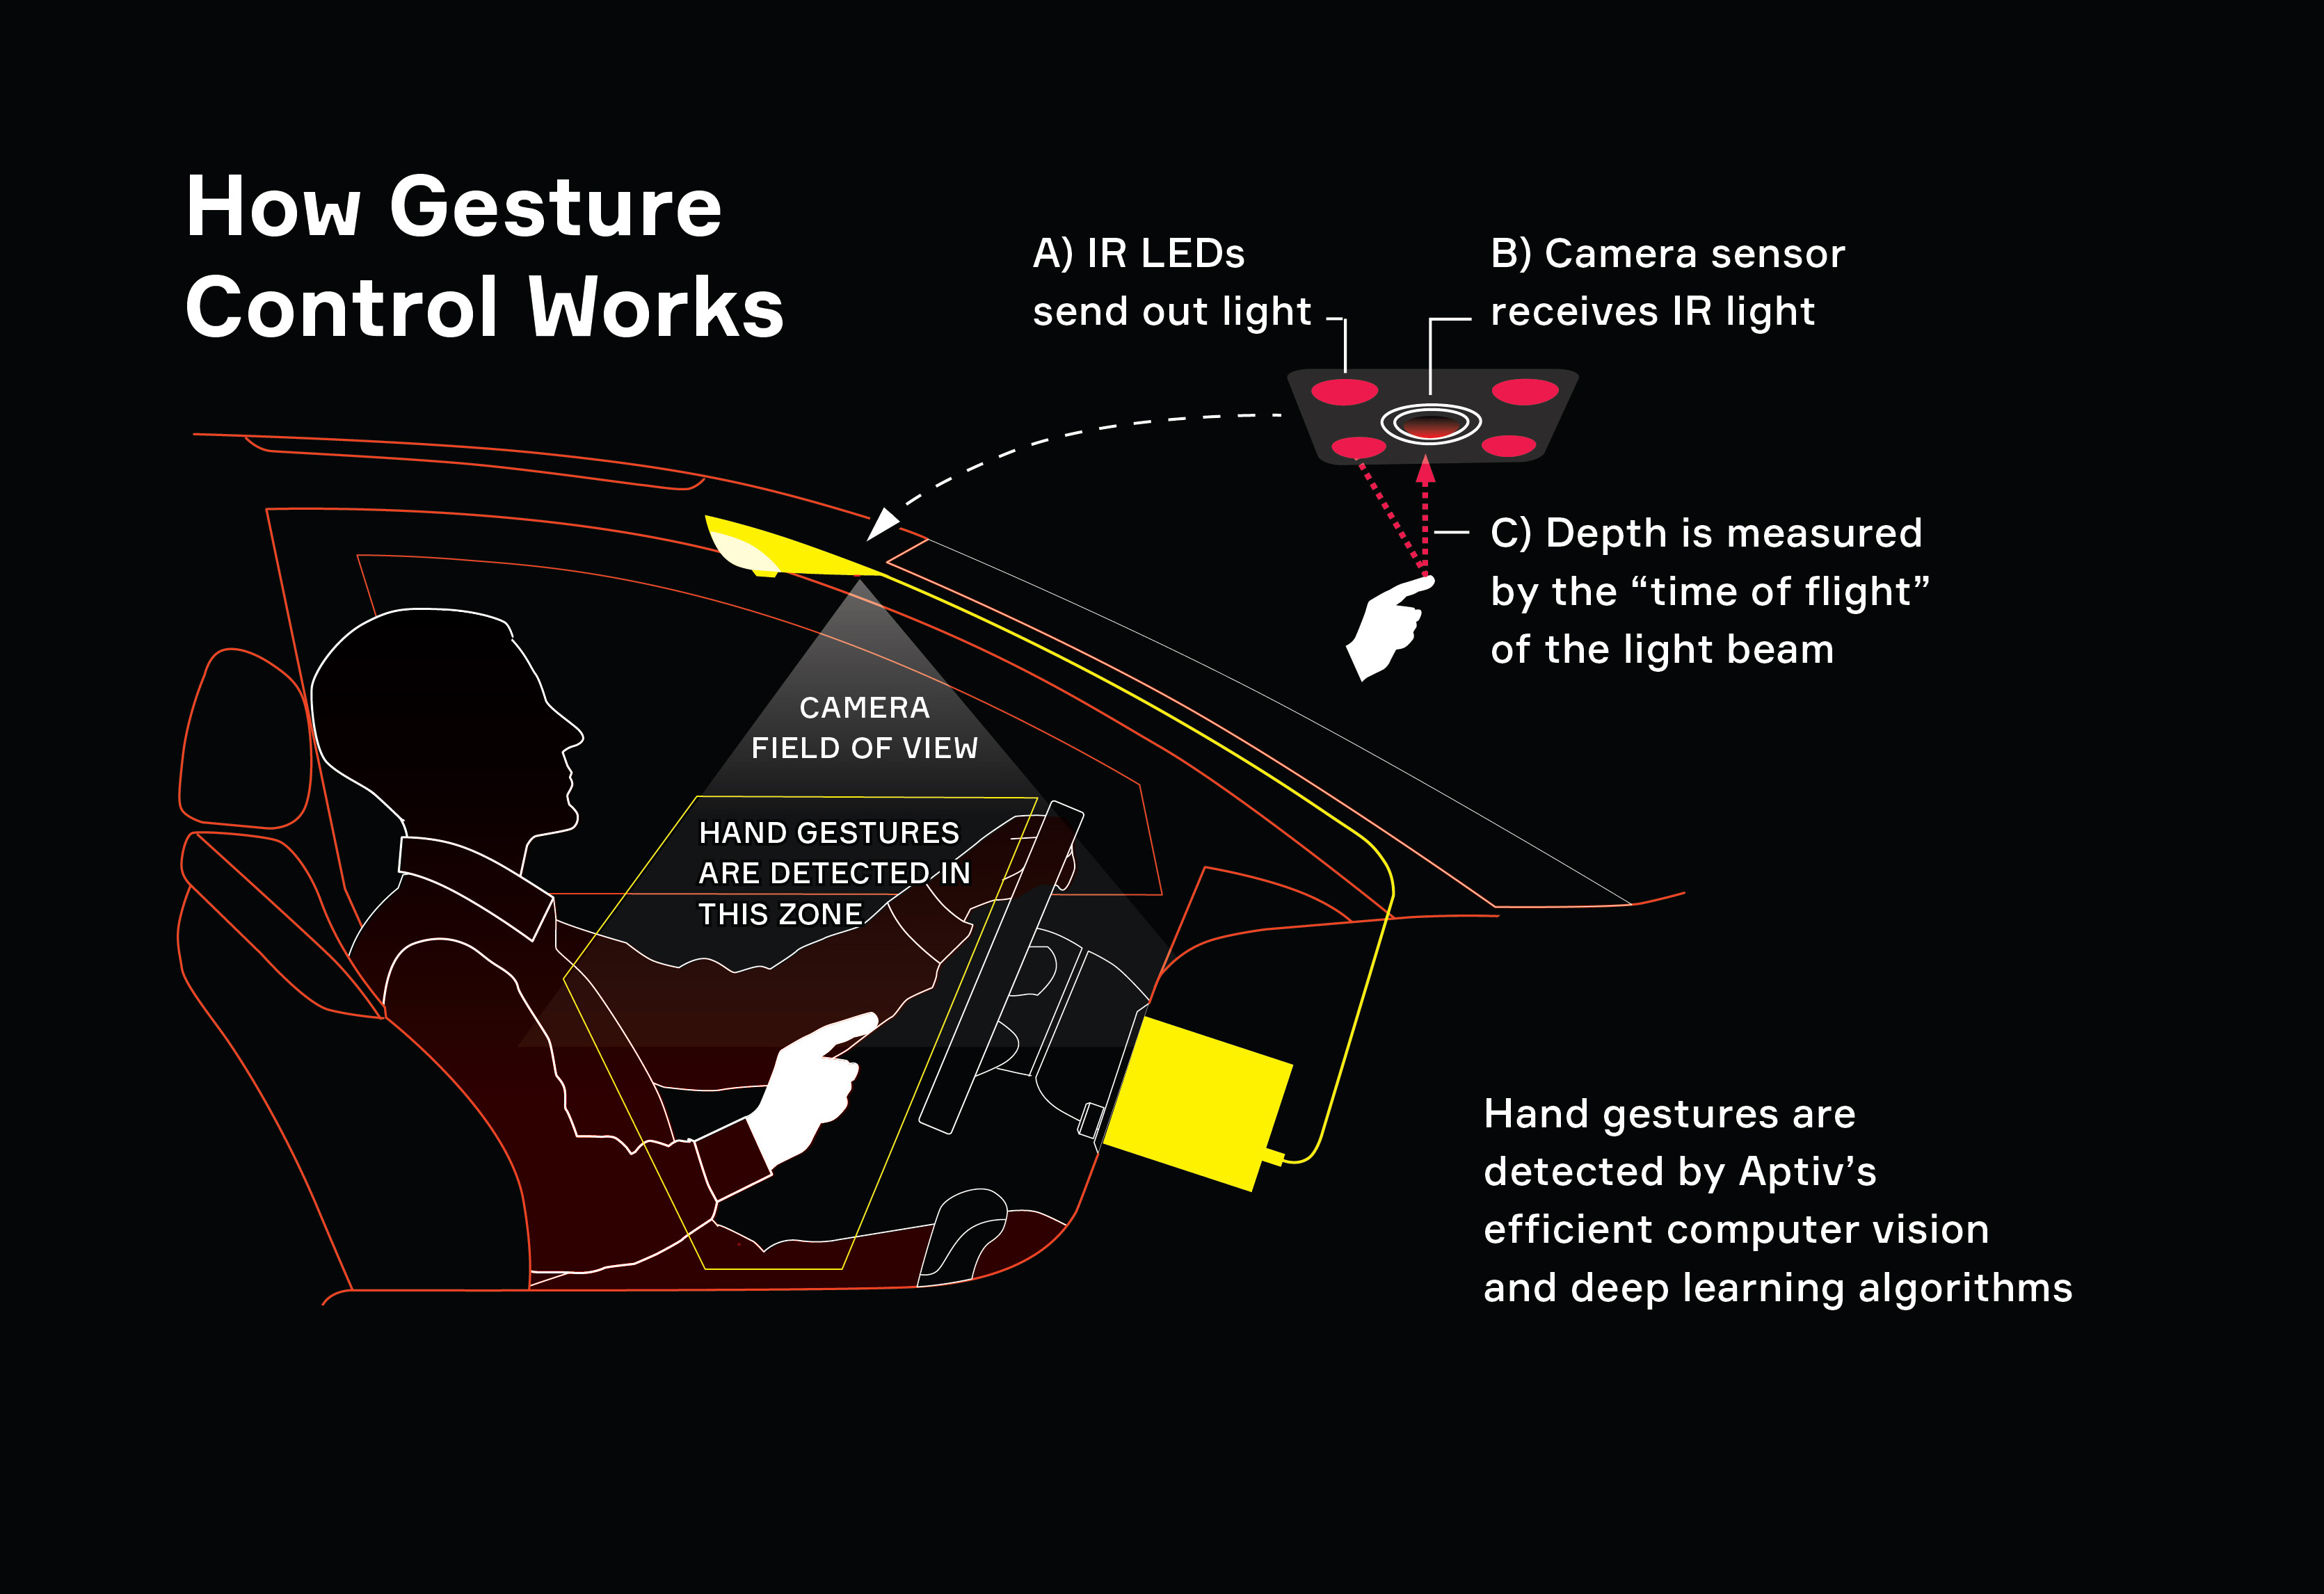 How Gesture
Control Works
A) IR LEDs
send out light
B) Camera sensor
receives IR light
C) Depth is measured
by the “time of flight”
of the light beam
CAMERA
FIELD OF VIEW
HAND GESTURES
ARE DETECTED IN
THIS ZONE
Hand gestures are
detected by Aptiv’s
efficient computer vision
and deep learning algorithms